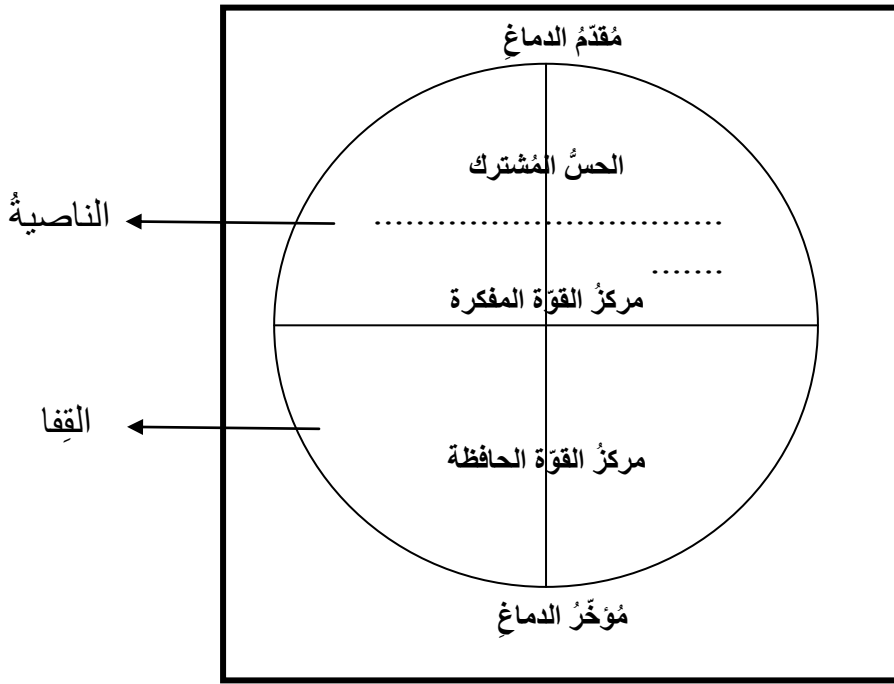 مُقدّمُ الدماغِ
الحسُّ المُشترك
الناصيةُ
.................................
.......
مركزُ القوّة المفكرة
القِفا
مركزُ القوّة الحافظة
مُؤخّرُ الدماغِ